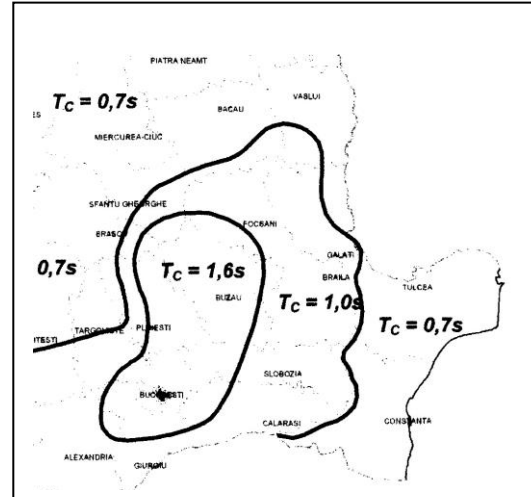 PIATRA NEAMT
VASLUI
T_C = 0,7s
BACAU
MIERCUREA-CIUC
SFANTU GHEORGHE
BRASOV
FOCSANI
GALATI
0,7s
T_C = 1,6s
BRAILA
TULCEA
BUZAU
T_C = 1,0s
T_C = 0,7s
TARGOVISTE
PLOIESTI
SLOBOZIA
BUCURESTI
CALARASI
CONSTANTA
ALEXANDRIA
GIURGIU